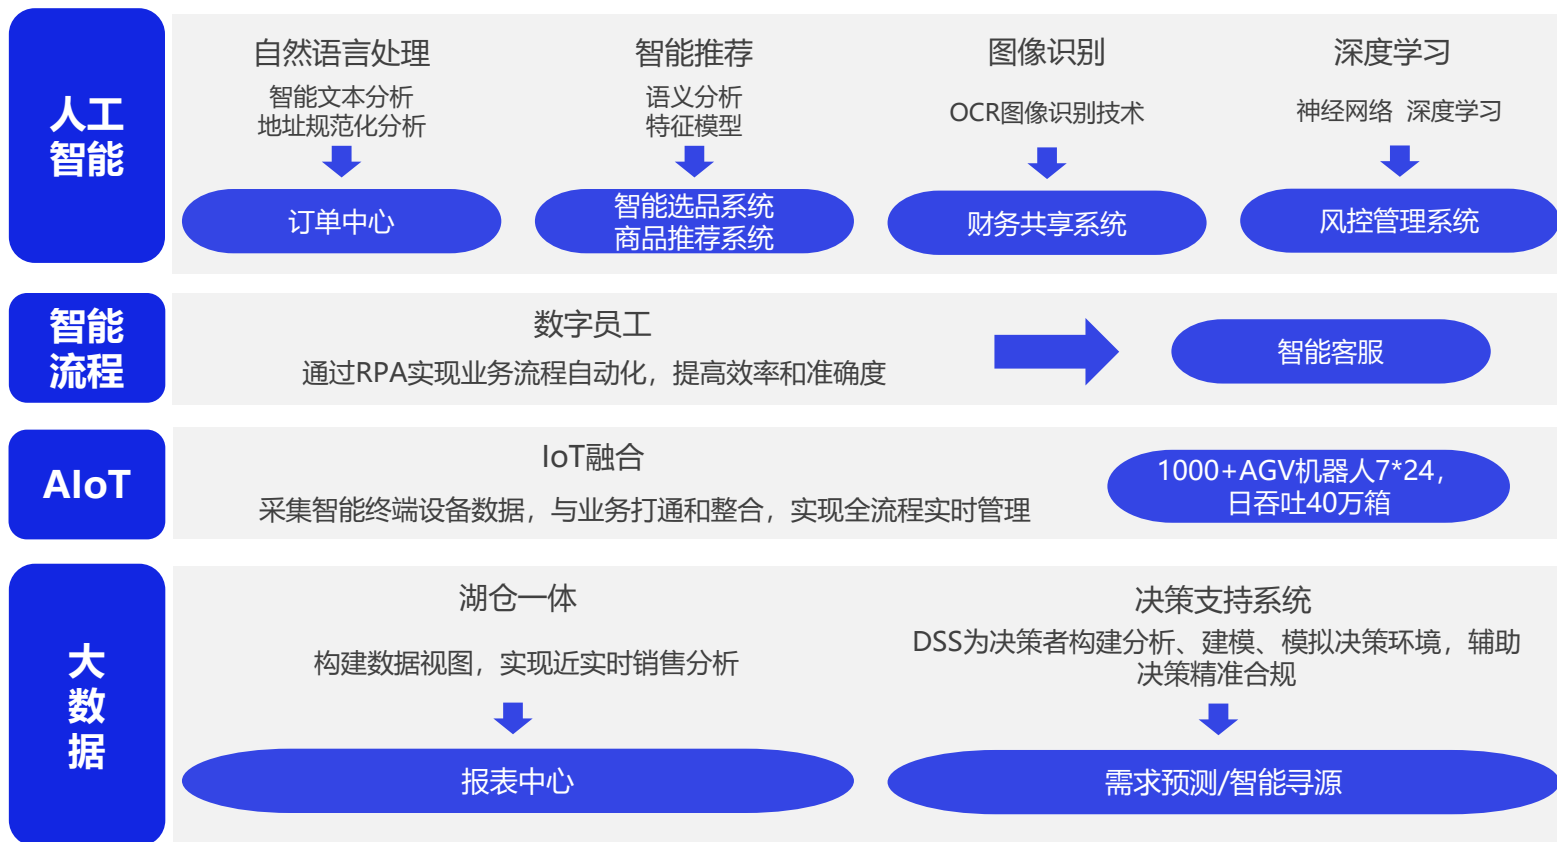 人工
智能
自然语言处理
智能文本分析
地址规范化分析
订单中心
智能推荐
语义分析
特征模型
智能选品系统
商品推荐系统
图像识别
OCR图像识别技术
财务共享系统
深度学习
神经网络 深度学习
风控管理系统
智能
流程
数字员工
通过RPA实现业务流程自动化，提高效率和准确度
智能客服
AIoT
IoT融合
采集智能终端设备数据，与业务打通和整合，实现全流程实时管理
1000+AGV机器人7*24，
日吞吐40万箱
大
数
据
湖仓一体
构建数据视图，实现近实时销售分析
报表中心
决策支持系统
DSS为决策者构建分析、建模、模拟决策环境，辅助
决策精准合规
需求预测/智能寻源